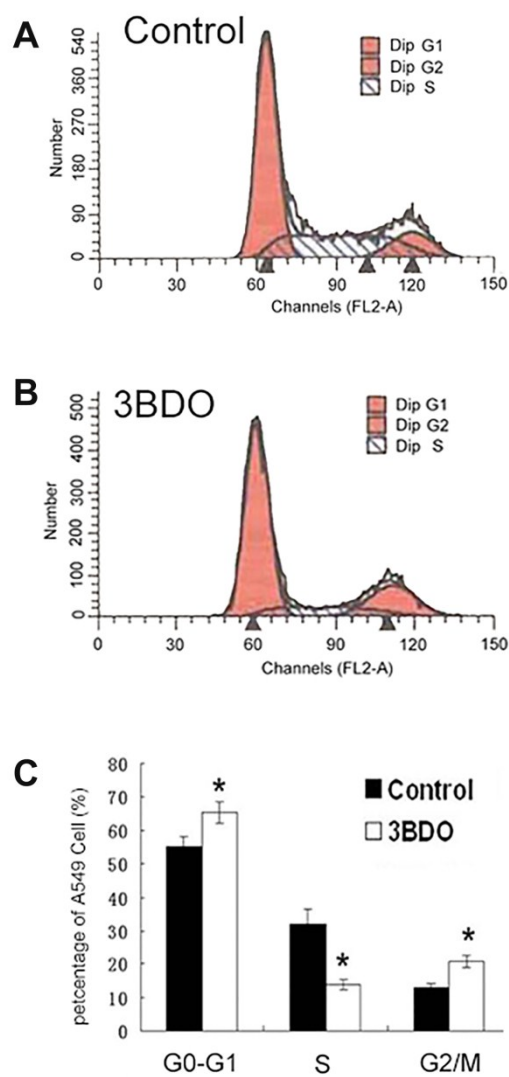 A
Control
Dip G1
Dip G2
Dip S
540
360
270
180
90
0
Number
0 30 60 90 120 150
Channels (FL2-A)
B
3BDO
Dip G1
Dip G2
Dip S
500
400
300
200
100
0
Number
0 30 60 90 120 150
Channels (FL2-A)
C
80
70
60
50
40
30
20
10
0
petcentage of A549 Cell (%)
Control
3BDO
*
*
*
G0-G1 S G2/M